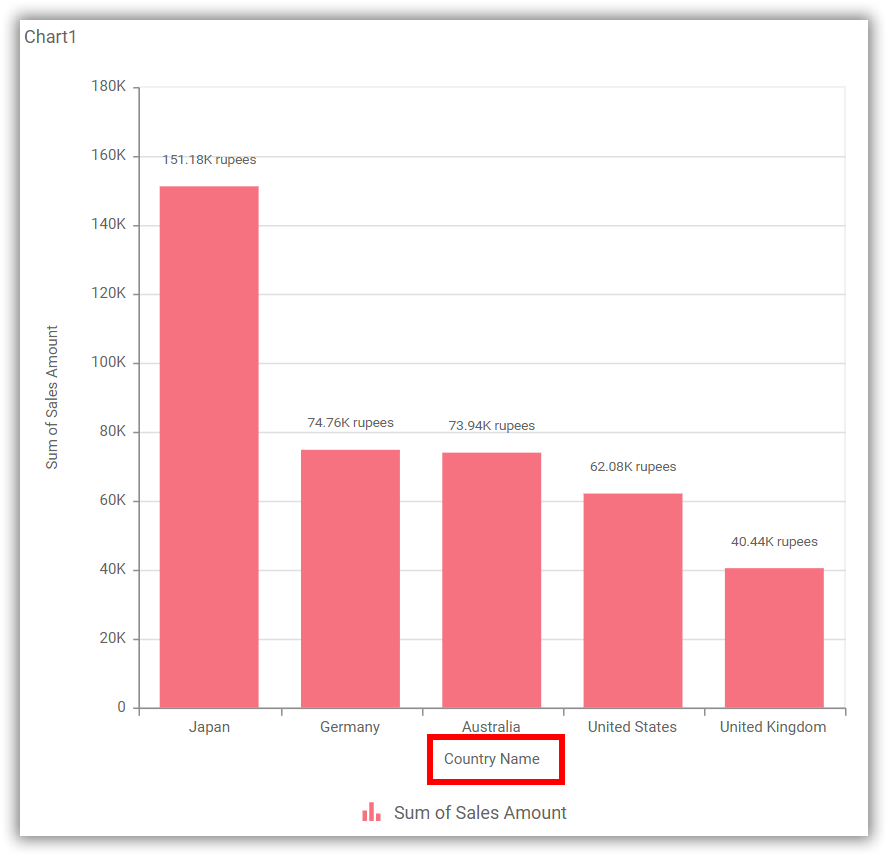 Chart1
180K
160K
140K
120K
100K
80K
60K
40K
20K
0
Sum of Sales Amount
151.18K rupees
74.76K rupees
73.94K rupees
62.08K rupees
40.44K rupees
Japan
Germany
Australia
United States
United Kingdom
Country Name
Sum of Sales Amount